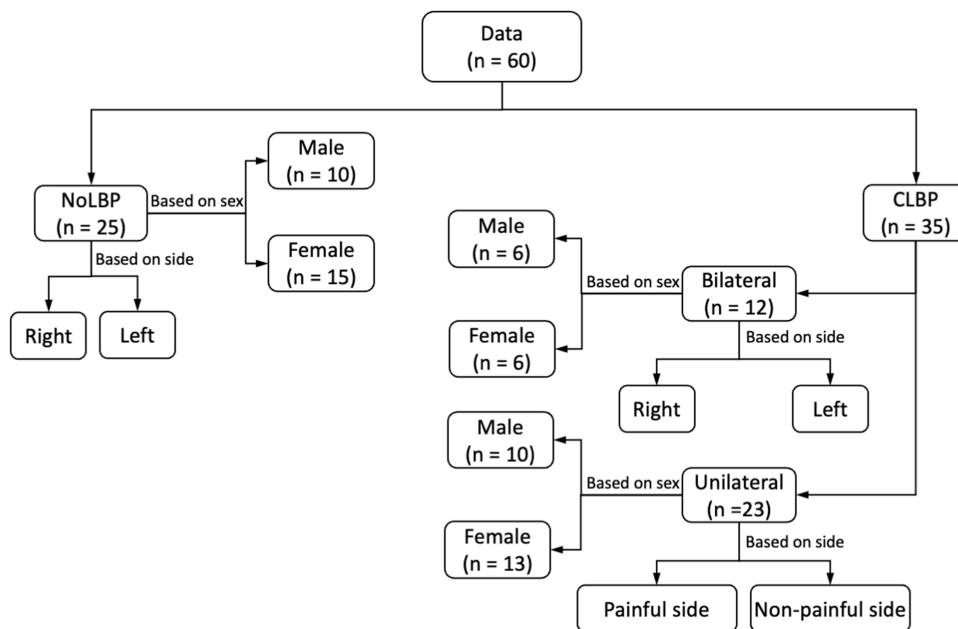 Data
(n = 60)
NoLBP
(n = 25)
Based on sex
Male
(n = 10)
Female
(n = 15)
Based on side
Right
Left
CLBP
(n = 35)
Bilateral
(n = 12)
Based on sex
Male
(n = 6)
Female
(n = 6)
Based on side
Right
Left
Unilateral
(n =23)
Based on sex
Male
(n = 10)
Female
(n = 13)
Based on side
Painful side
Non-painful side